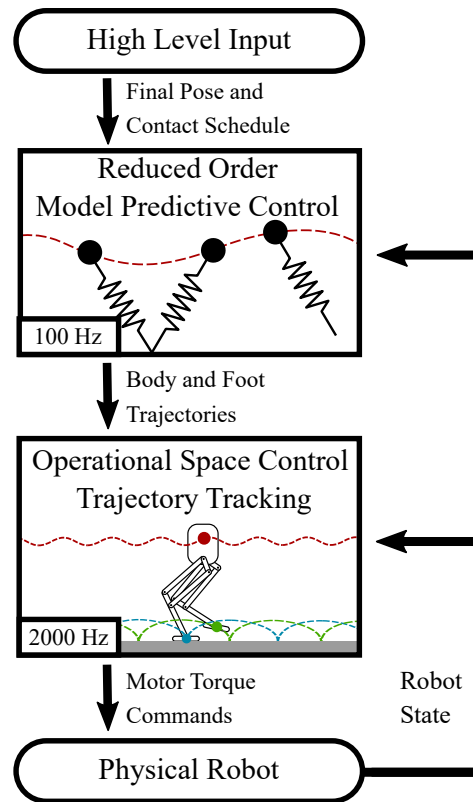 High Level Input
Final Pose and
Contact Schedule
Reduced Order
Model Predictive Control
100 Hz
Body and Foot
Trajectories
Operational Space Control
Trajectory Tracking
2000 Hz
Motor Torque
Commands
Robot
State
Physical Robot